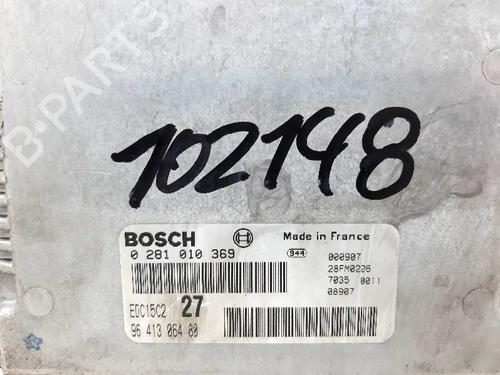 B-PARTS
102148
BOSCH Made in France
0 281 010 369 944 000907
28FM0226
7035 0011
EDC15C2 27 08907
96 413 064 80